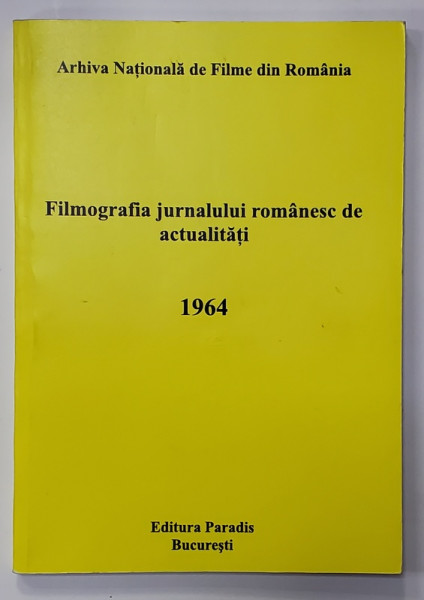 Arhiva Națională de Filme din România
Filmografia jurnalului românesc de
actualități
1964
Editura Paradis
București